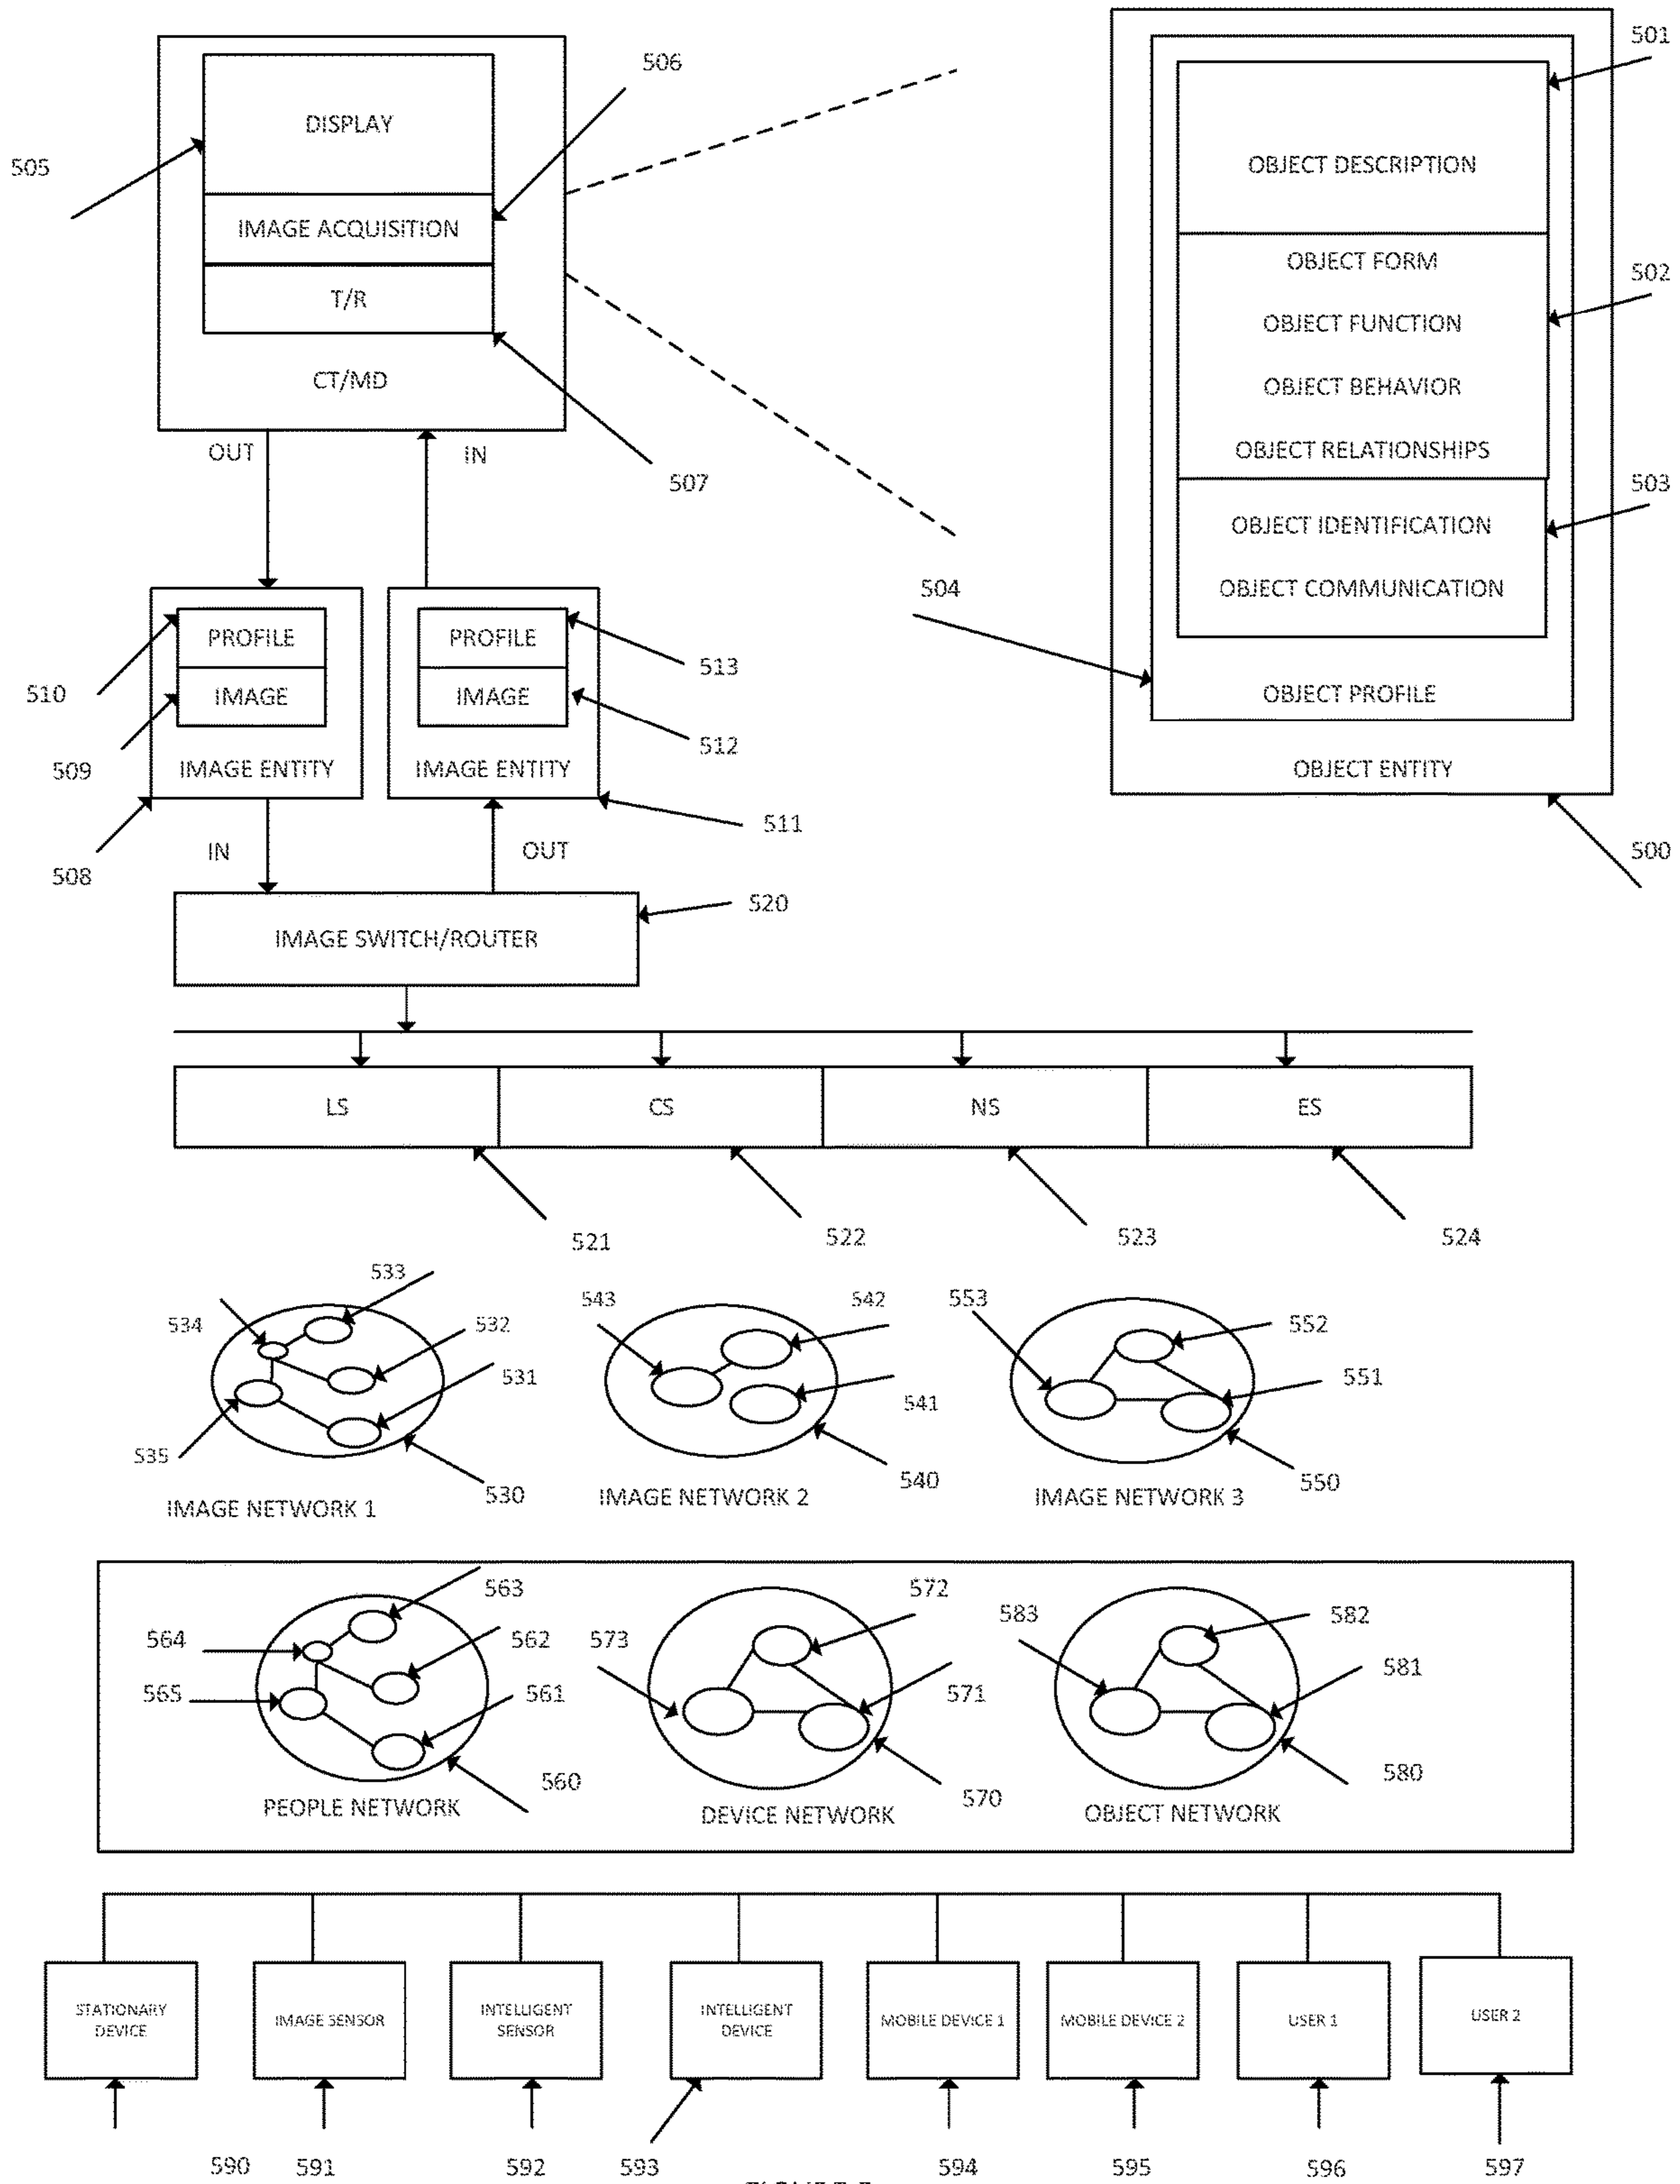 501
506
DISPLAY
505
OBJECT DESCRIPTION
IMAGE ACQUISITION
OBJECT FORM
502
T/R
OBJECT FUNCTION
CT/MD
OBJECT BEHAVIOR
OUT
IN
OBJECT RELATIONSHIPS
507
503
OBJECT IDENTIFICATION
504
OBJECT COMMUNICATION
PROFILE
PROFILE
513
510
IMAGE
IMAGE
OBJECT PROFILE
512
509
IMAGE ENTITY
IMAGE ENTITY
OBJECT ENTITY
511
508
IN
OUT
500
520
IMAGE SWITCH/ROUTER
LS
CS
NS
ES
521
522
523
524
533
543
542
553
534
532
552
531
551
541
535
540
550
530
IMAGE NETWORK 1
IMAGE NETWORK 2
IMAGE NETWORK 3
563
572
583
582
564
562
573
581
565
561
571
560
570
580
PEOPLE NETWORK
DEVICE NETWORK
OBJECT NETWORK
STATIONARY
DEVICE
IMAGE SENSOR
INTELLIGENT
SENSOR
INTELLIGENT
DEVICE
MOBILE DEVICE 1
MOBILE DEVICE 2
USER 1
USER 2
590
591
592
593
594
595
596
597